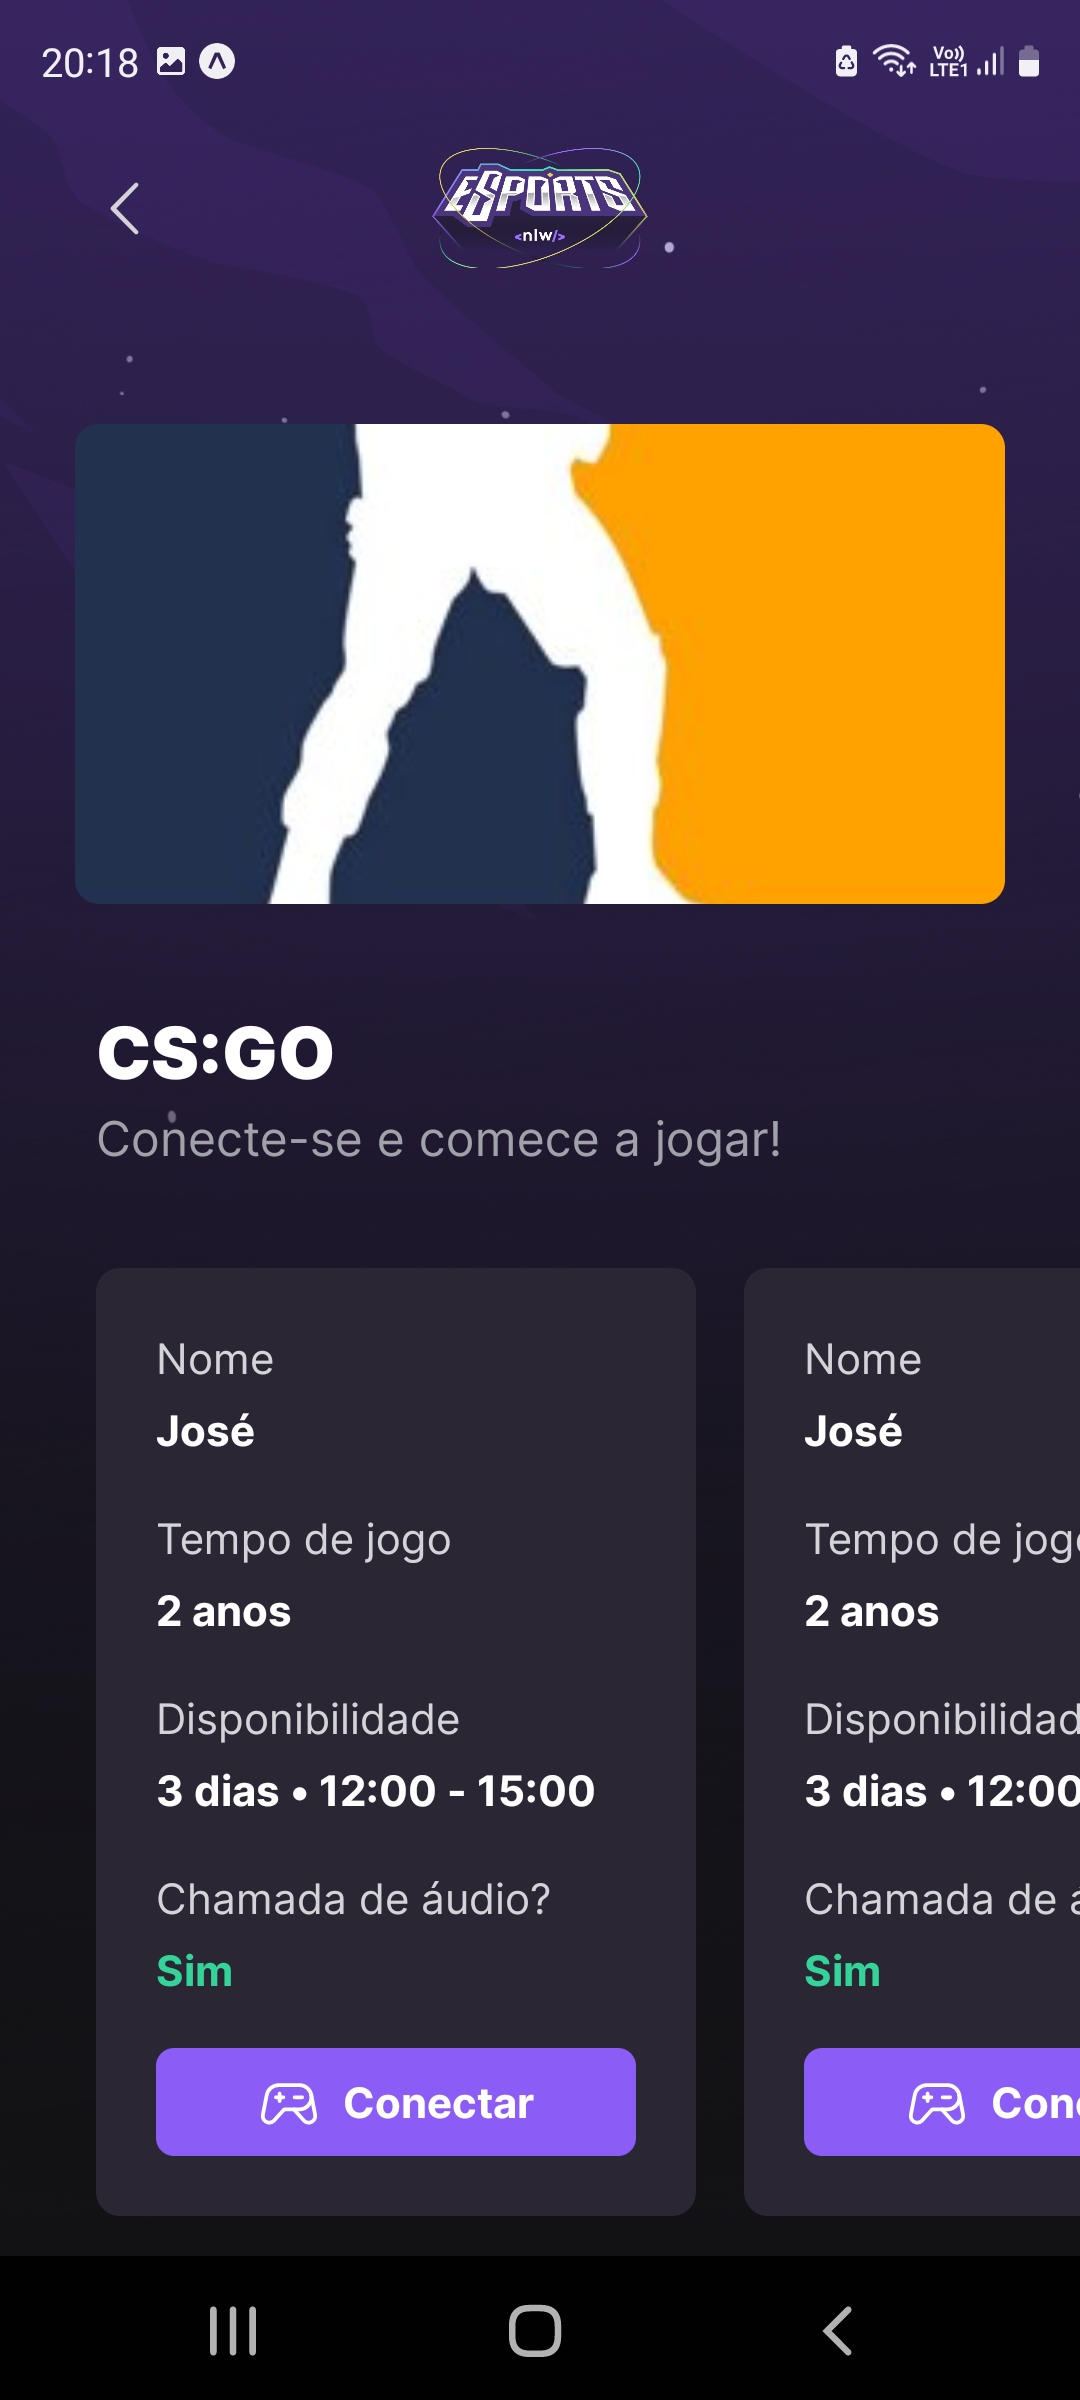 20:18
Vo))
LTE1
ESPORTS
<nlw/>
CS:GO
Conecte-se e comece a jogar!
Nome
José
Tempo de jogo
2 anos
Disponibilidade
3 dias • 12:00 - 15:00
Chamada de áudio?
Sim
Conectar
Nome
José
Tempo de jogo
2 anos
Disponibilidad
3 dias • 12:00
Chamada de á
Sim
Cone